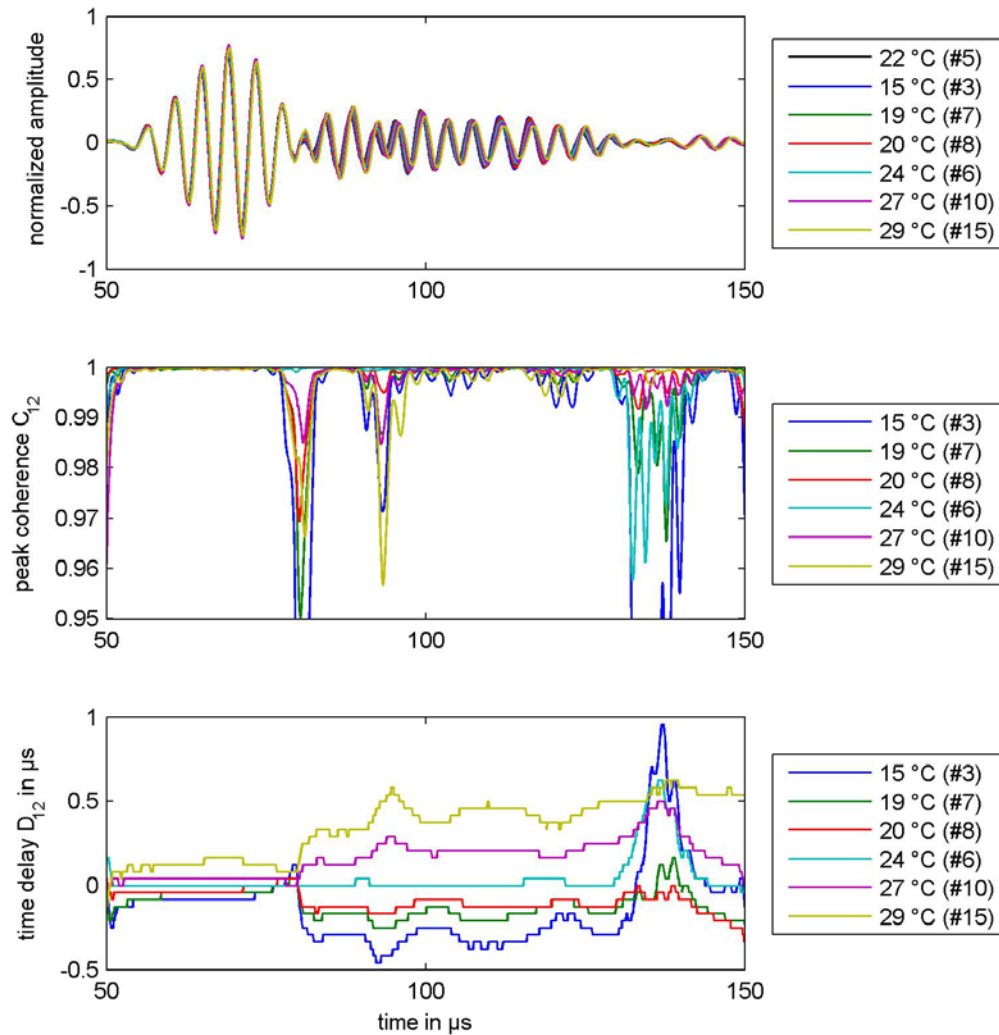 normalized amplitude
1
0.5
0
-0.5
-1
50
100
150
22 °C (#5)
15 °C (#3)
19 °C (#7)
20 °C (#8)
24 °C (#6)
27 °C (#10)
29 °C (#15)
peak coherence C12
1
0.99
0.98
0.97
0.96
0.95
50
100
150
15 °C (#3)
19 °C (#7)
20 °C (#8)
24 °C (#6)
27 °C (#10)
29 °C (#15)
time delay D12 in µs
1
0.5
0
-0.5
50
100
150
time in µs
15 °C (#3)
19 °C (#7)
20 °C (#8)
24 °C (#6)
27 °C (#10)
29 °C (#15)